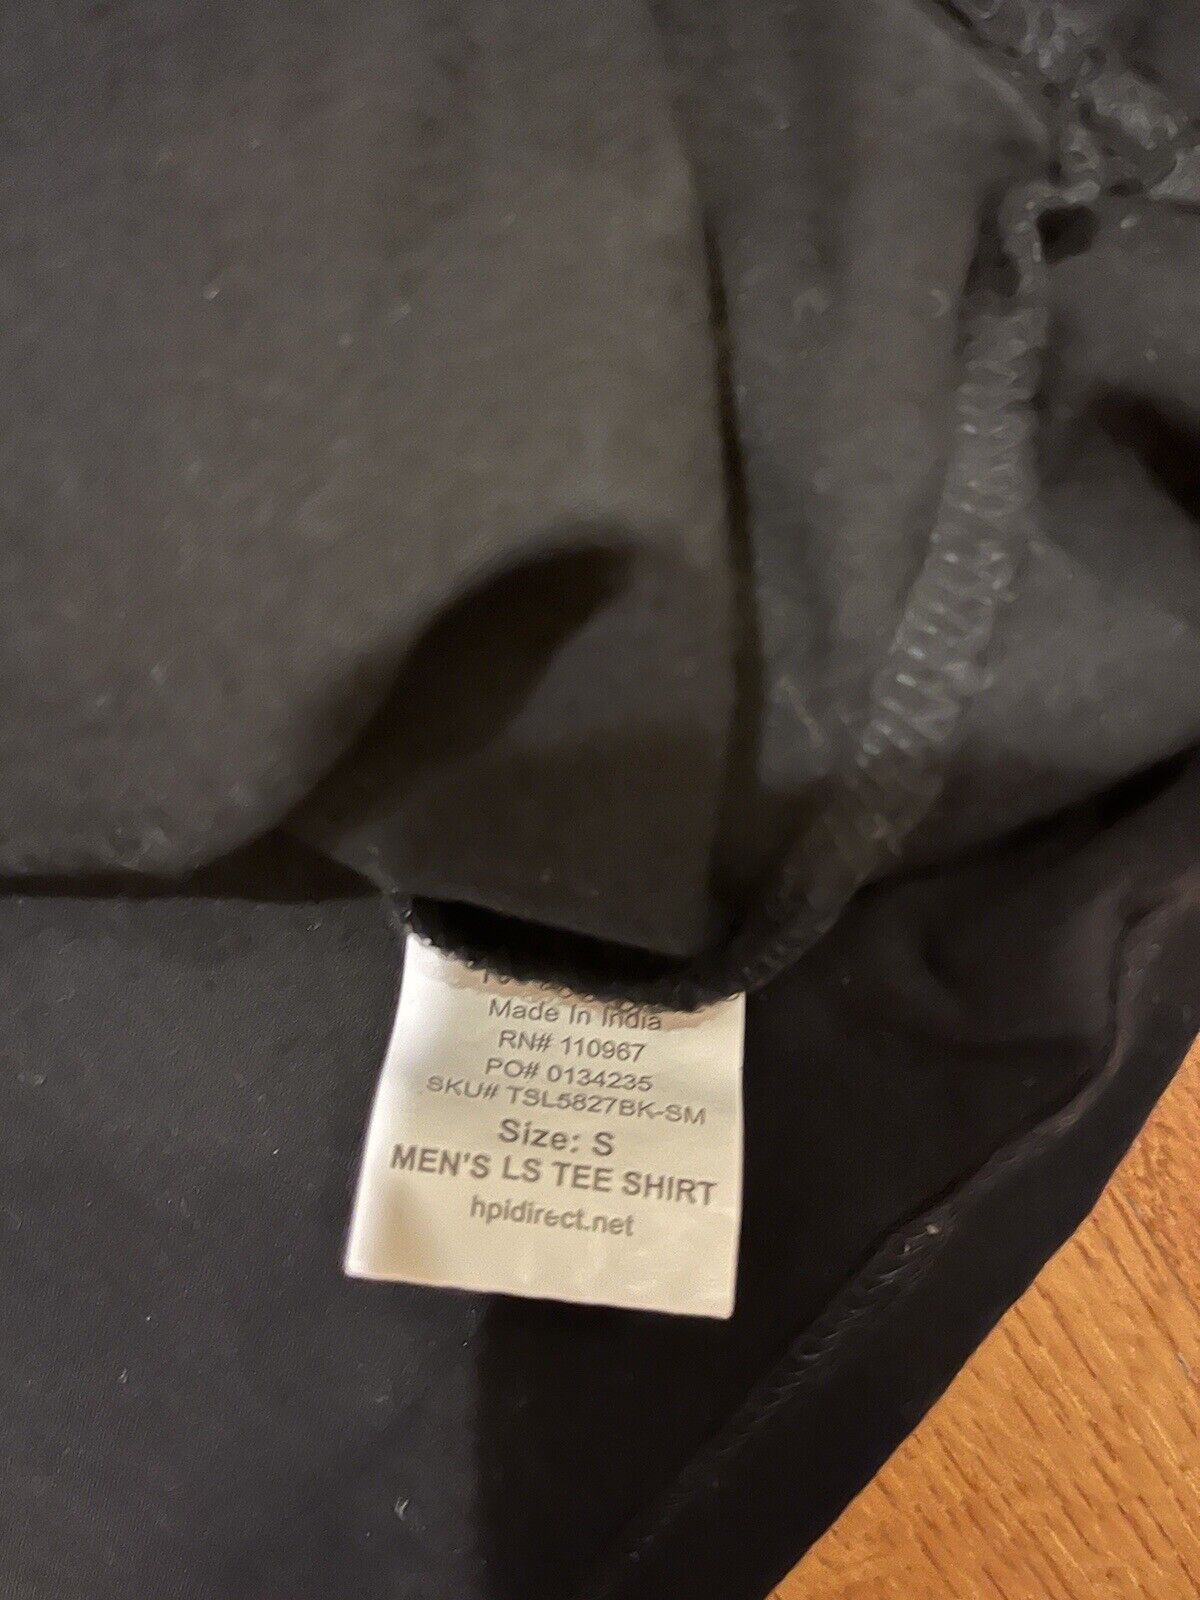 Made In India
RN# 110967
PO# 0134235
SKU# TSL5827BK-SM
Size: S
MEN'S LS TEE SHIRT
hpidirect.net